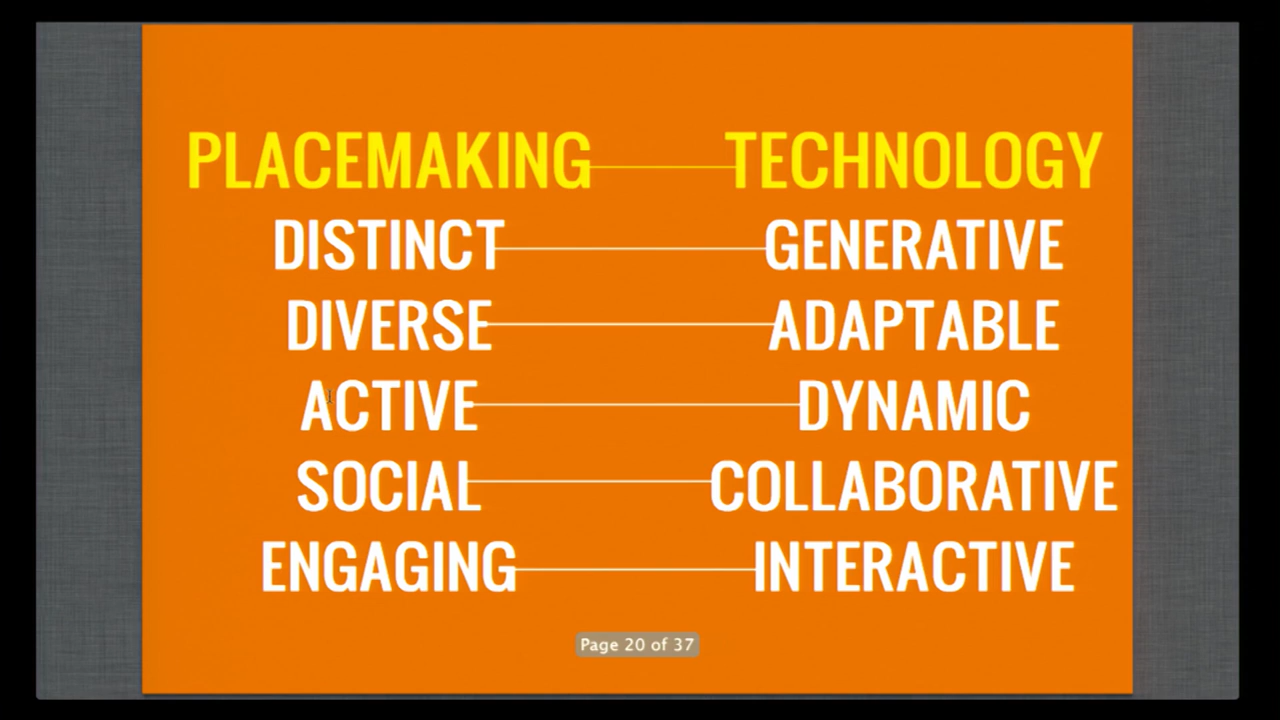 PLACEMAKING TECHNOLOGY
DISTINCT GENERATIVE
DIVERSE ADAPTABLE
ACTIVE DYNAMIC
SOCIAL COLLABORATIVE
ENGAGING INTERACTIVE
Page 20 of 37